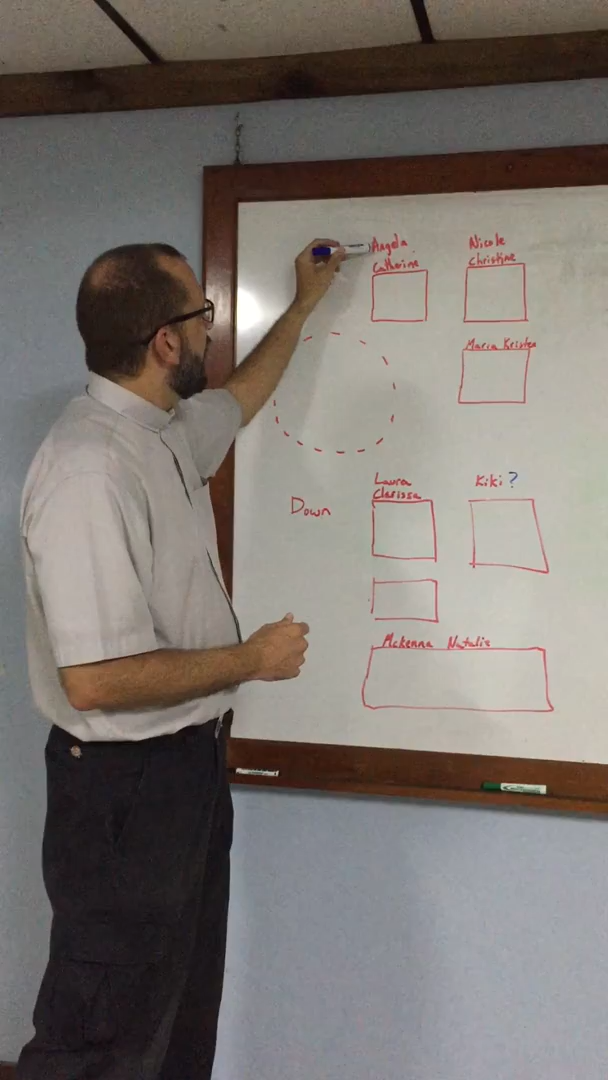 Angela
Catherine
Nicole
Christine
Maria Kristen
Down
Laura
Clarissa
Kiki ?
Mckenna Natalie